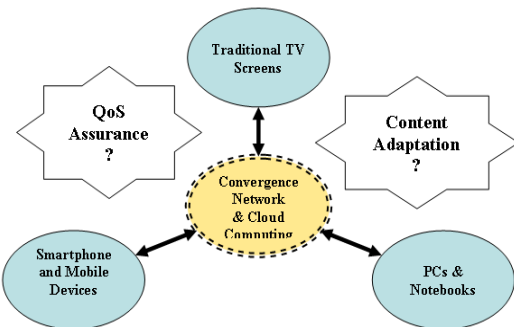 Traditional TV
Screens
QoS
Assurance
?
Content
Adaptation
?
Convergence
Network
& Cloud
Computing
Smartphone
and Mobile
Devices
PCs &
Notebooks